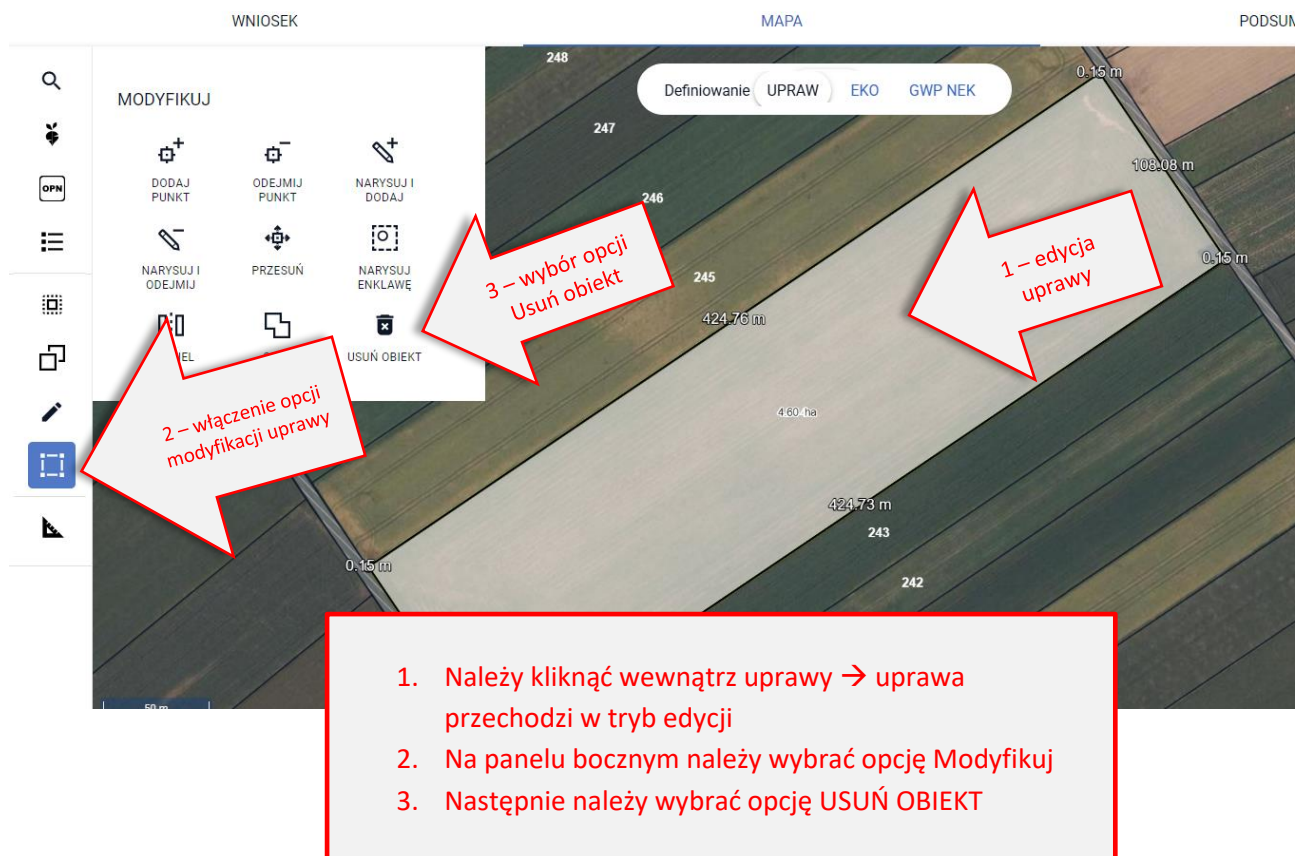 WNIOSEK
MAPA
PODSUM
MODYFIKUJ
DODAJ
PUNKT
ODEJMIJ
PUNKT
NARYSUJ I
DODAJ
NARYSUJ I
ODEJMIJ
PRZESUŃ
NARYSUJ
ENKLAWĘ
USUŃ OBIEKT
OPN
Definiowanie UPRAW EKO GWP NEK
248
247
246
245
243
242
0.15 m
108.08 m
0.15 m
424.76 m
4.60 ha
424.73 m
0.15 m
50 m
1 – edycja
uprawy
2 – włączenie opcji
modyfikacji uprawy
3 – wybór opcji
Usuń obiekt
1. Należy kliknąć wewnątrz uprawy → uprawa
przechodzi w tryb edycji
2. Na panelu bocznym należy wybrać opcję Modyfikuj
3. Następnie należy wybrać opcję USUŃ OBIEKT